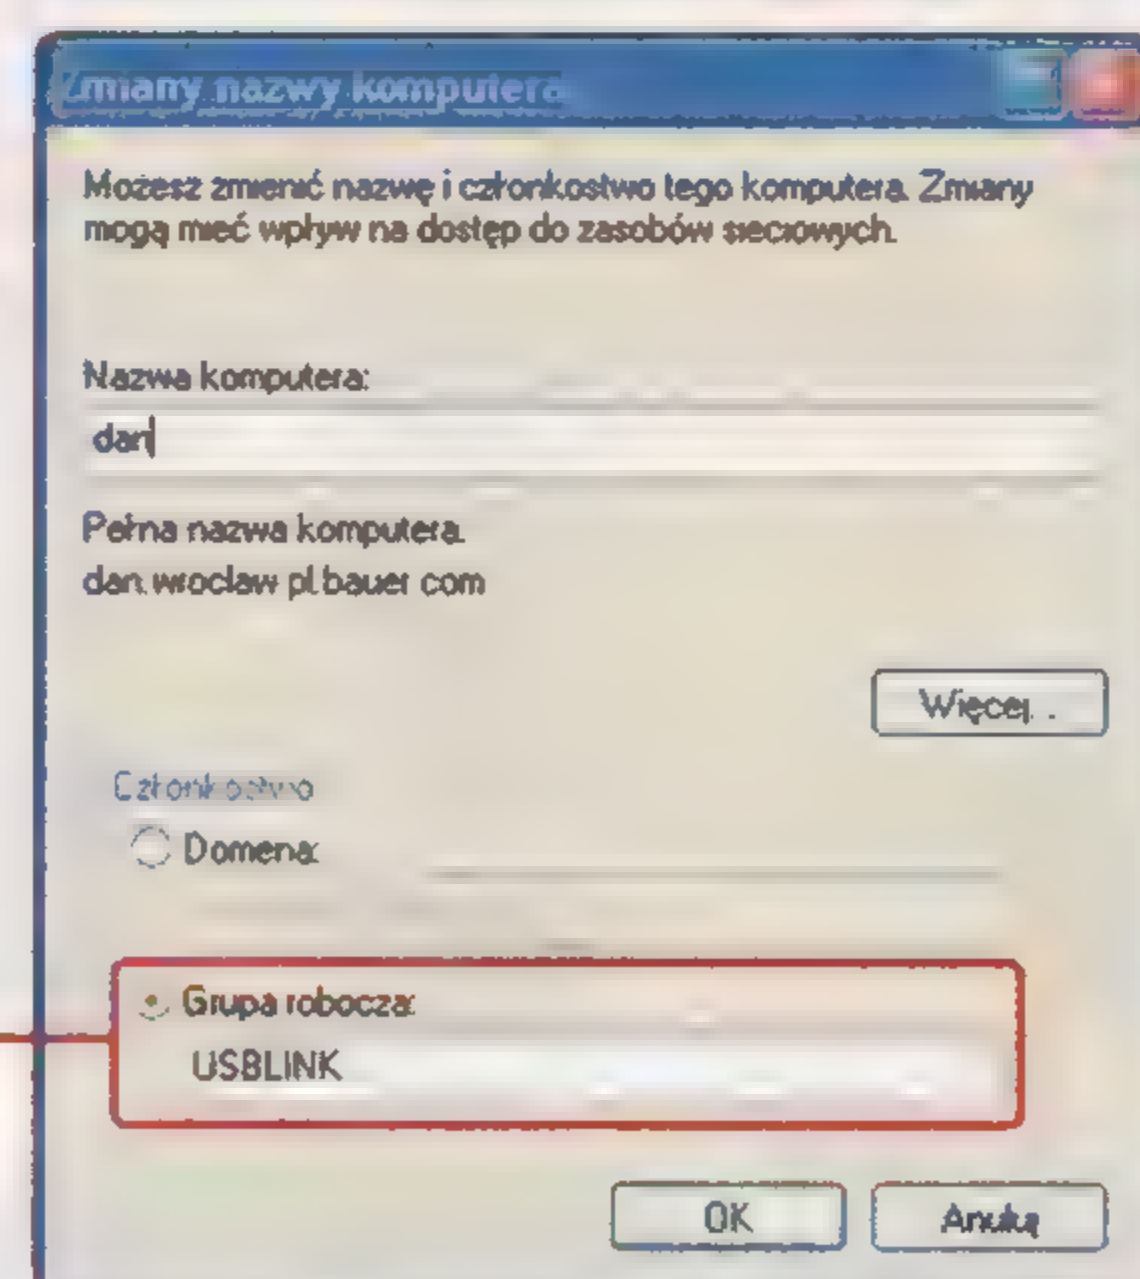 Zmiany nazwy komputera
Możesz zmienić nazwę i członkostwo tego komputera. Zmiany
mogą mieć wpływ na dostęp do zasobów sieciowych.
Nazwa komputera:
dan
Pełna nazwa komputera:
dan.wroclaw.pl.bauer.com
Więcej...
Członkostwo
Domena:
Grupa robocza:
USBLINK
OK
Anuluj